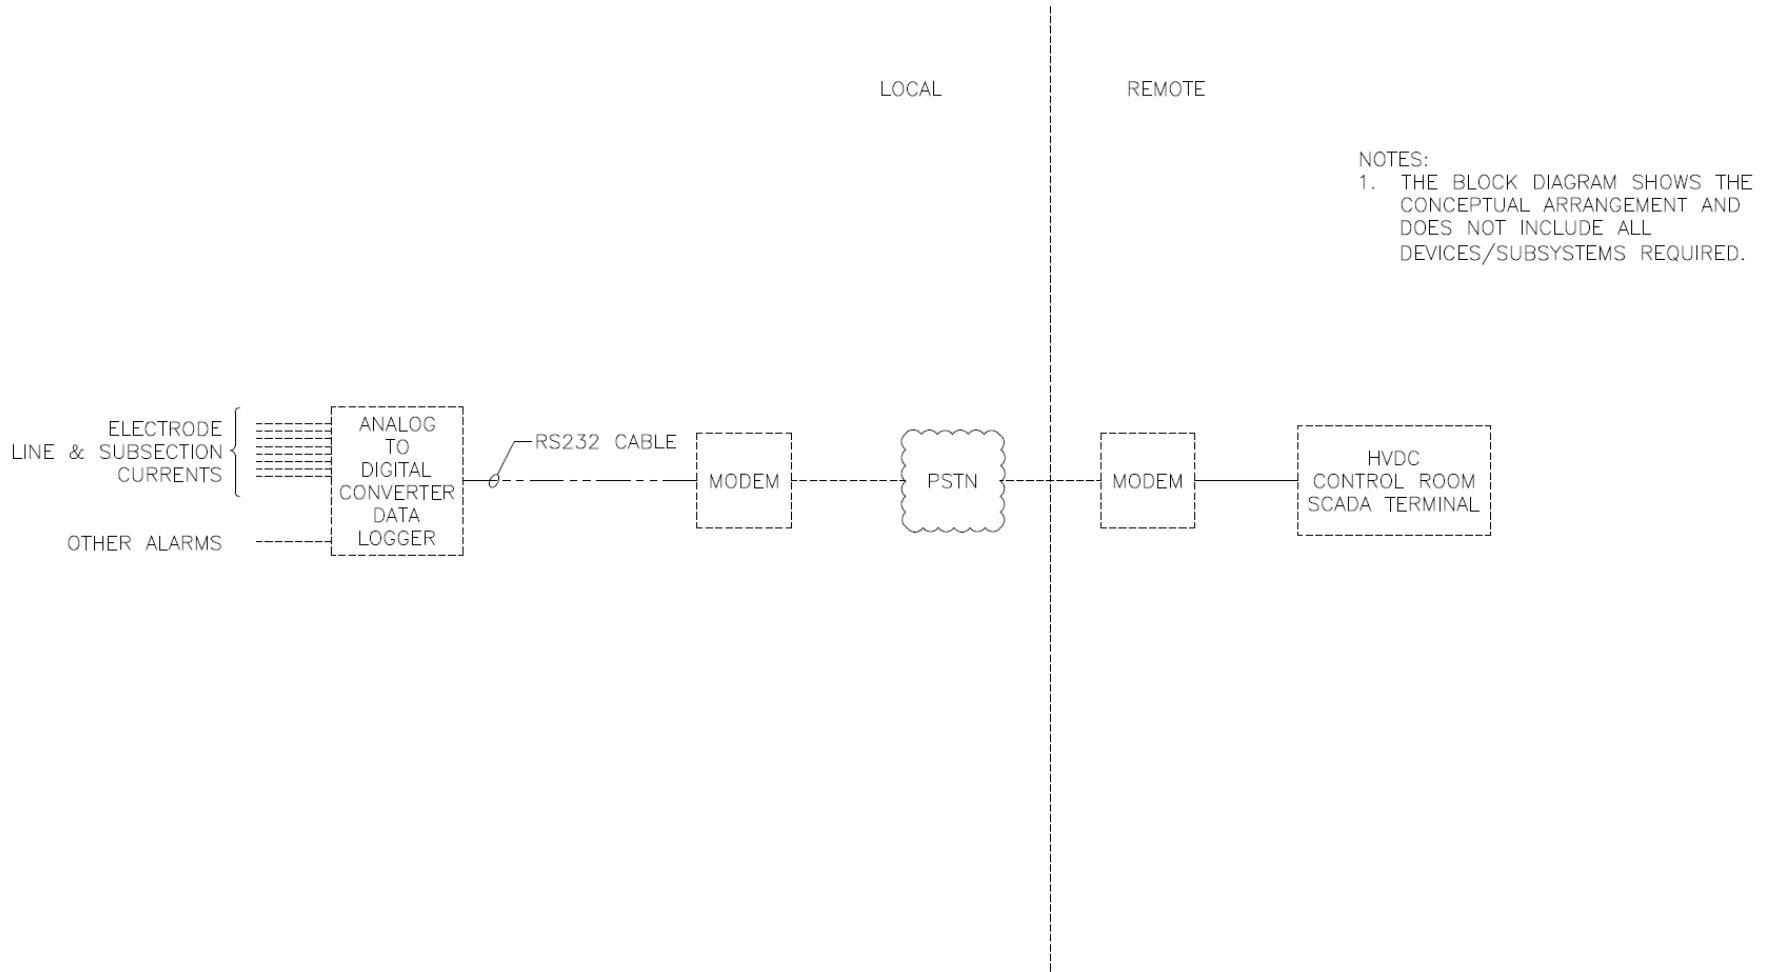 LOCAL
REMOTE
NOTES:
1. THE BLOCK DIAGRAM SHOWS THE
CONCEPTUAL ARRANGEMENT AND
DOES NOT INCLUDE ALL
DEVICES/SUBSYSTEMS REQUIRED.
ELECTRODE
LINE & SUBSECTION
CURRENTS
OTHER ALARMS
ANALOG
TO
DIGITAL
CONVERTER
DATA
LOGGER
RS232 CABLE
MODEM
PSTN
MODEM
HVDC
CONTROL ROOM
SCADA TERMINAL